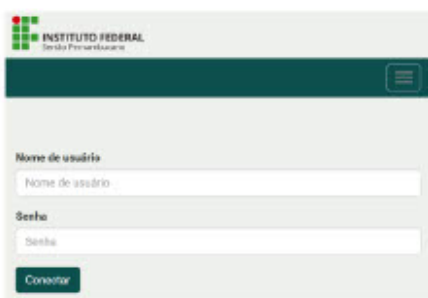 INSTITUTO FEDERAL
Sertão Pernambucano
Nome de usuário
Nome de usuário
Senha
Senha
Conectar